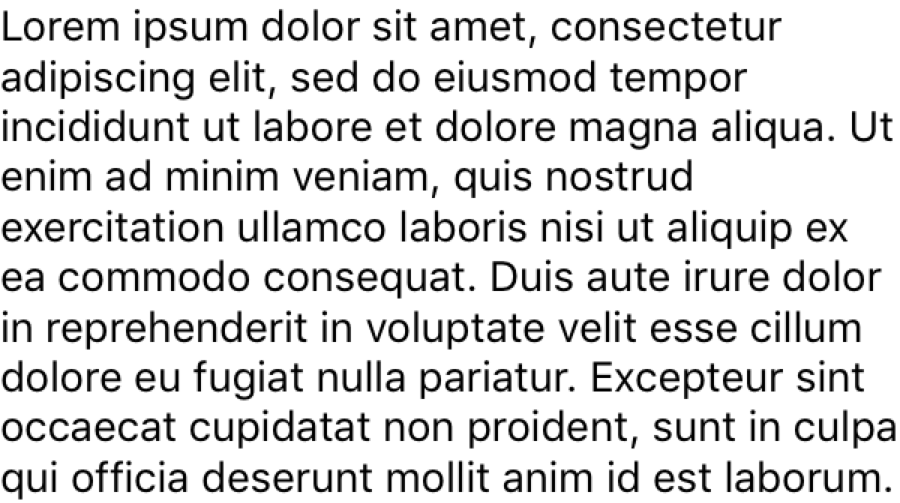 Lorem ipsum dolor sit amet, consectetur
adipiscing elit, sed do eiusmod tempor
incididunt ut labore et dolore magna aliqua. Ut
enim ad minim veniam, quis nostrud
exercitation ullamco laboris nisi ut aliquip ex
ea commodo consequat. Duis aute irure dolor
in reprehenderit in voluptate velit esse cillum
dolore eu fugiat nulla pariatur. Excepteur sint
occaecat cupidatat non proident, sunt in culpa
qui officia deserunt mollit anim id est laborum.